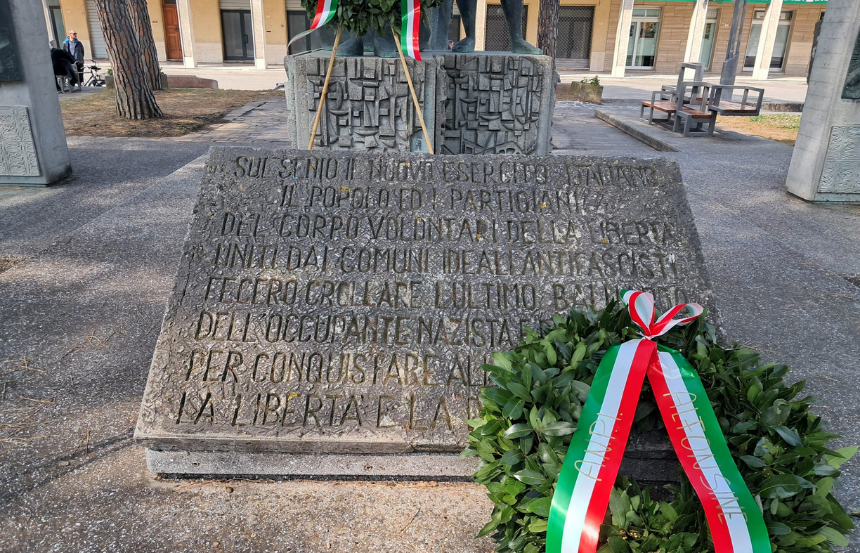 SUL SENIO IL NUOVO ESERCITO ITALIANO
IL POPOLO ED I PARTIGIANI
DEL CORPO VOLONTARI DELLA LIBERTA
UNITI DAI COMUNI IDEALI ANTIFASCISTI
FECERO CROLLARE L'ULTIMO
DELL'OCCUPANTE NAZISTA
PER CONQUISTARE
LA LIBERTA' E LA
ANPI
ALFONSINE